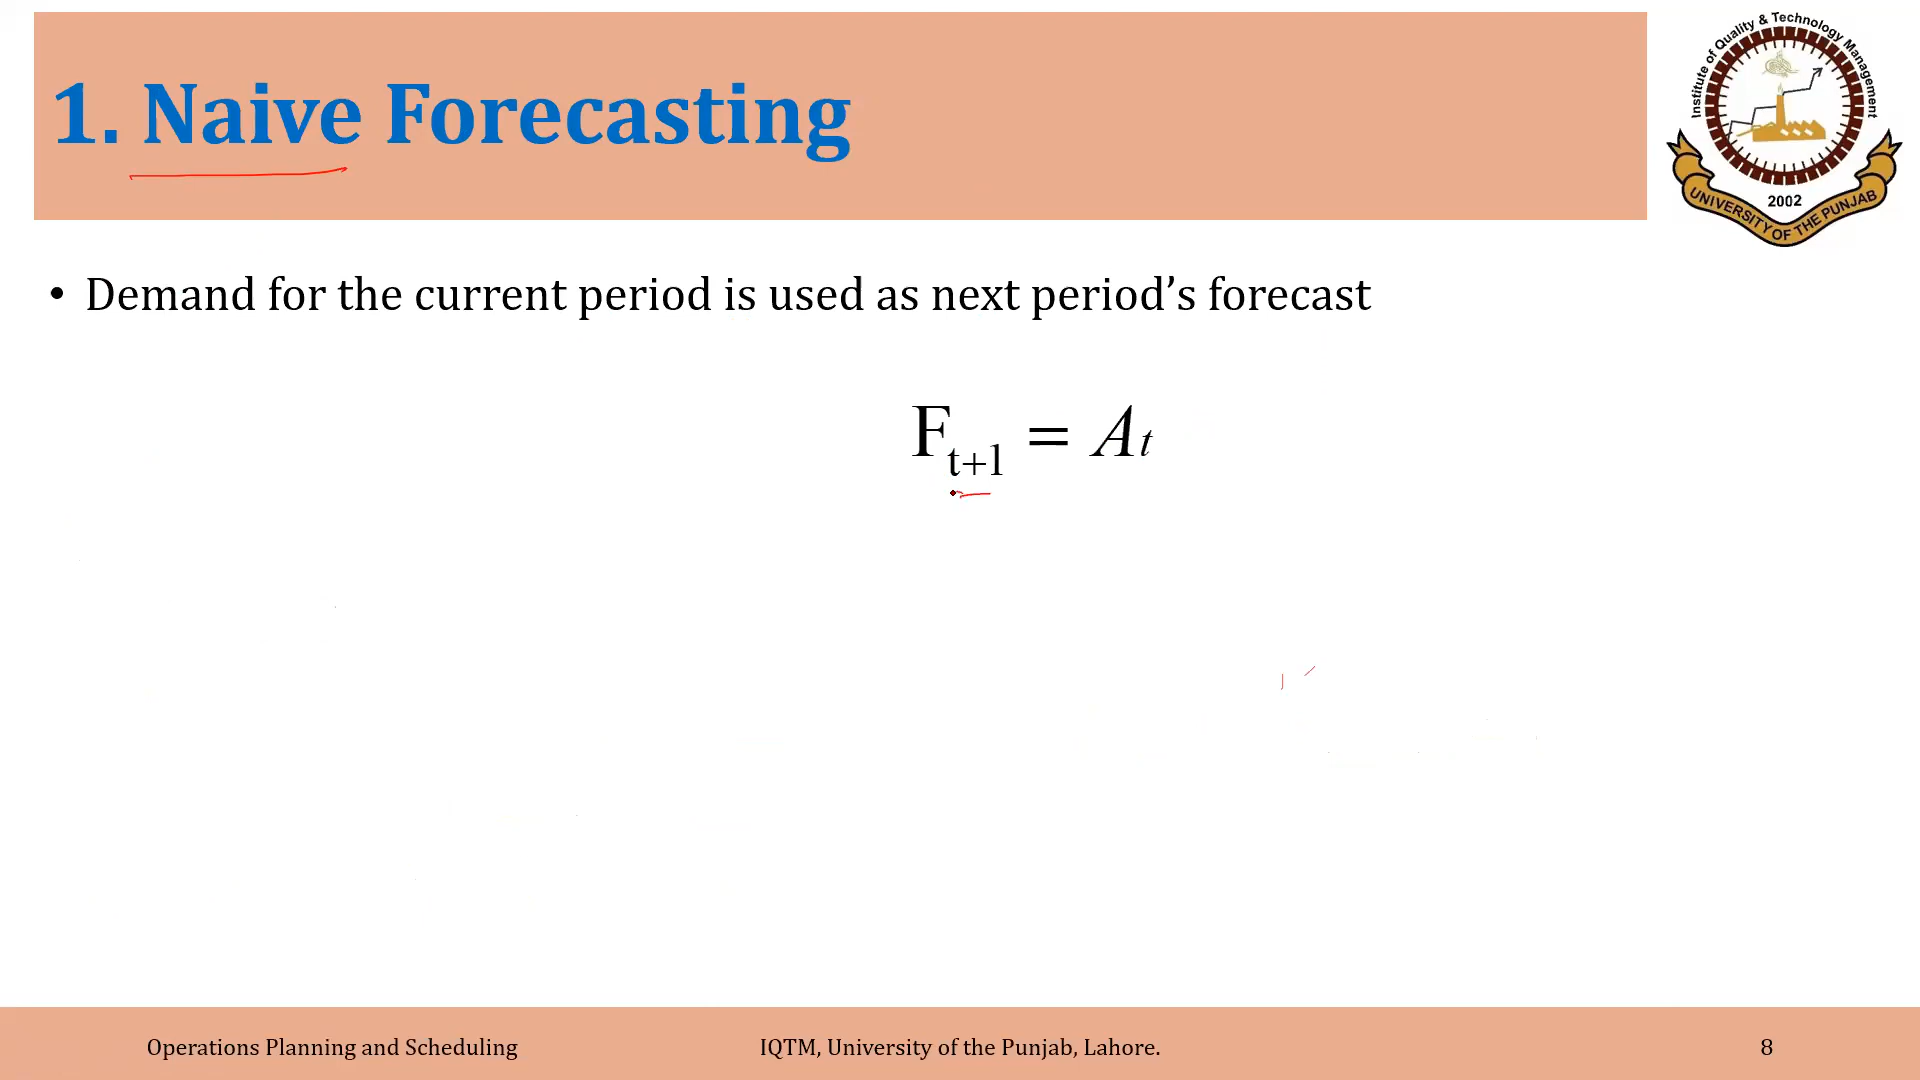 1. Naive Forecasting
Institute of Quality & Technology Management
2002
UNIVERSITY OF THE PUNJAB
• Demand for the current period is used as next period’s forecast
Fₜ₊₁ = Aₜ
Operations Planning and Scheduling
IQTM, University of the Punjab, Lahore.
8